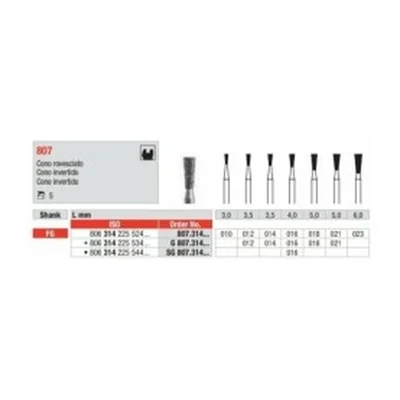 807
Cono rovesciato
Cono invertido
Cono invertido
5
Shank L mm 3,0 3,5 3,5 4,0 5,0 5,0 6,0
ISO Order No.
FG 806 314 225 524... 807.314... 010 012 014 016 018 021 023
• 806 314 225 534... G 807.314... 012 014 016 018 021
• 806 314 225 544... SG 807.314... 016